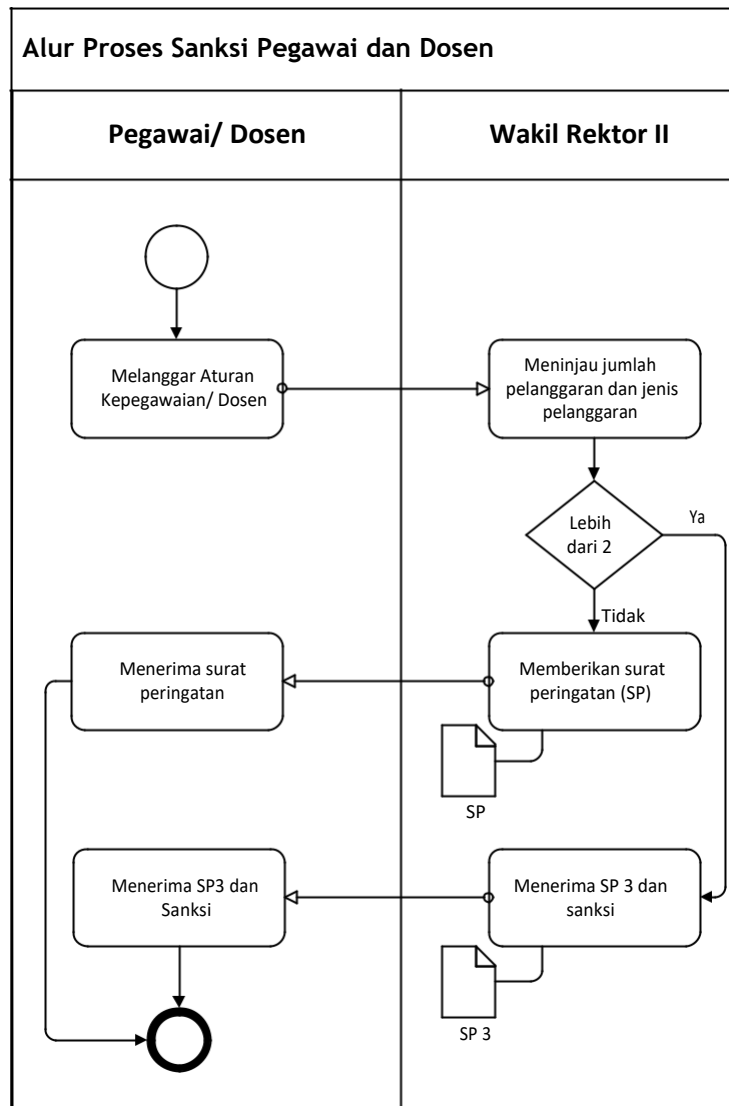 Alur Proses Sanksi Pegawai dan Dosen
Pegawai/ Dosen
Wakil Rektor II
Melanggar Aturan
Kepegawaian/ Dosen
Meninjau jumlah
pelanggaran dan jenis
pelanggaran
Lebih
dari 2
Ya
Tidak
Menerima surat
peringatan
Memberikan surat
peringatan (SP)
SP
Menerima SP3 dan
Sanksi
Menerima SP 3 dan
sanksi
SP 3